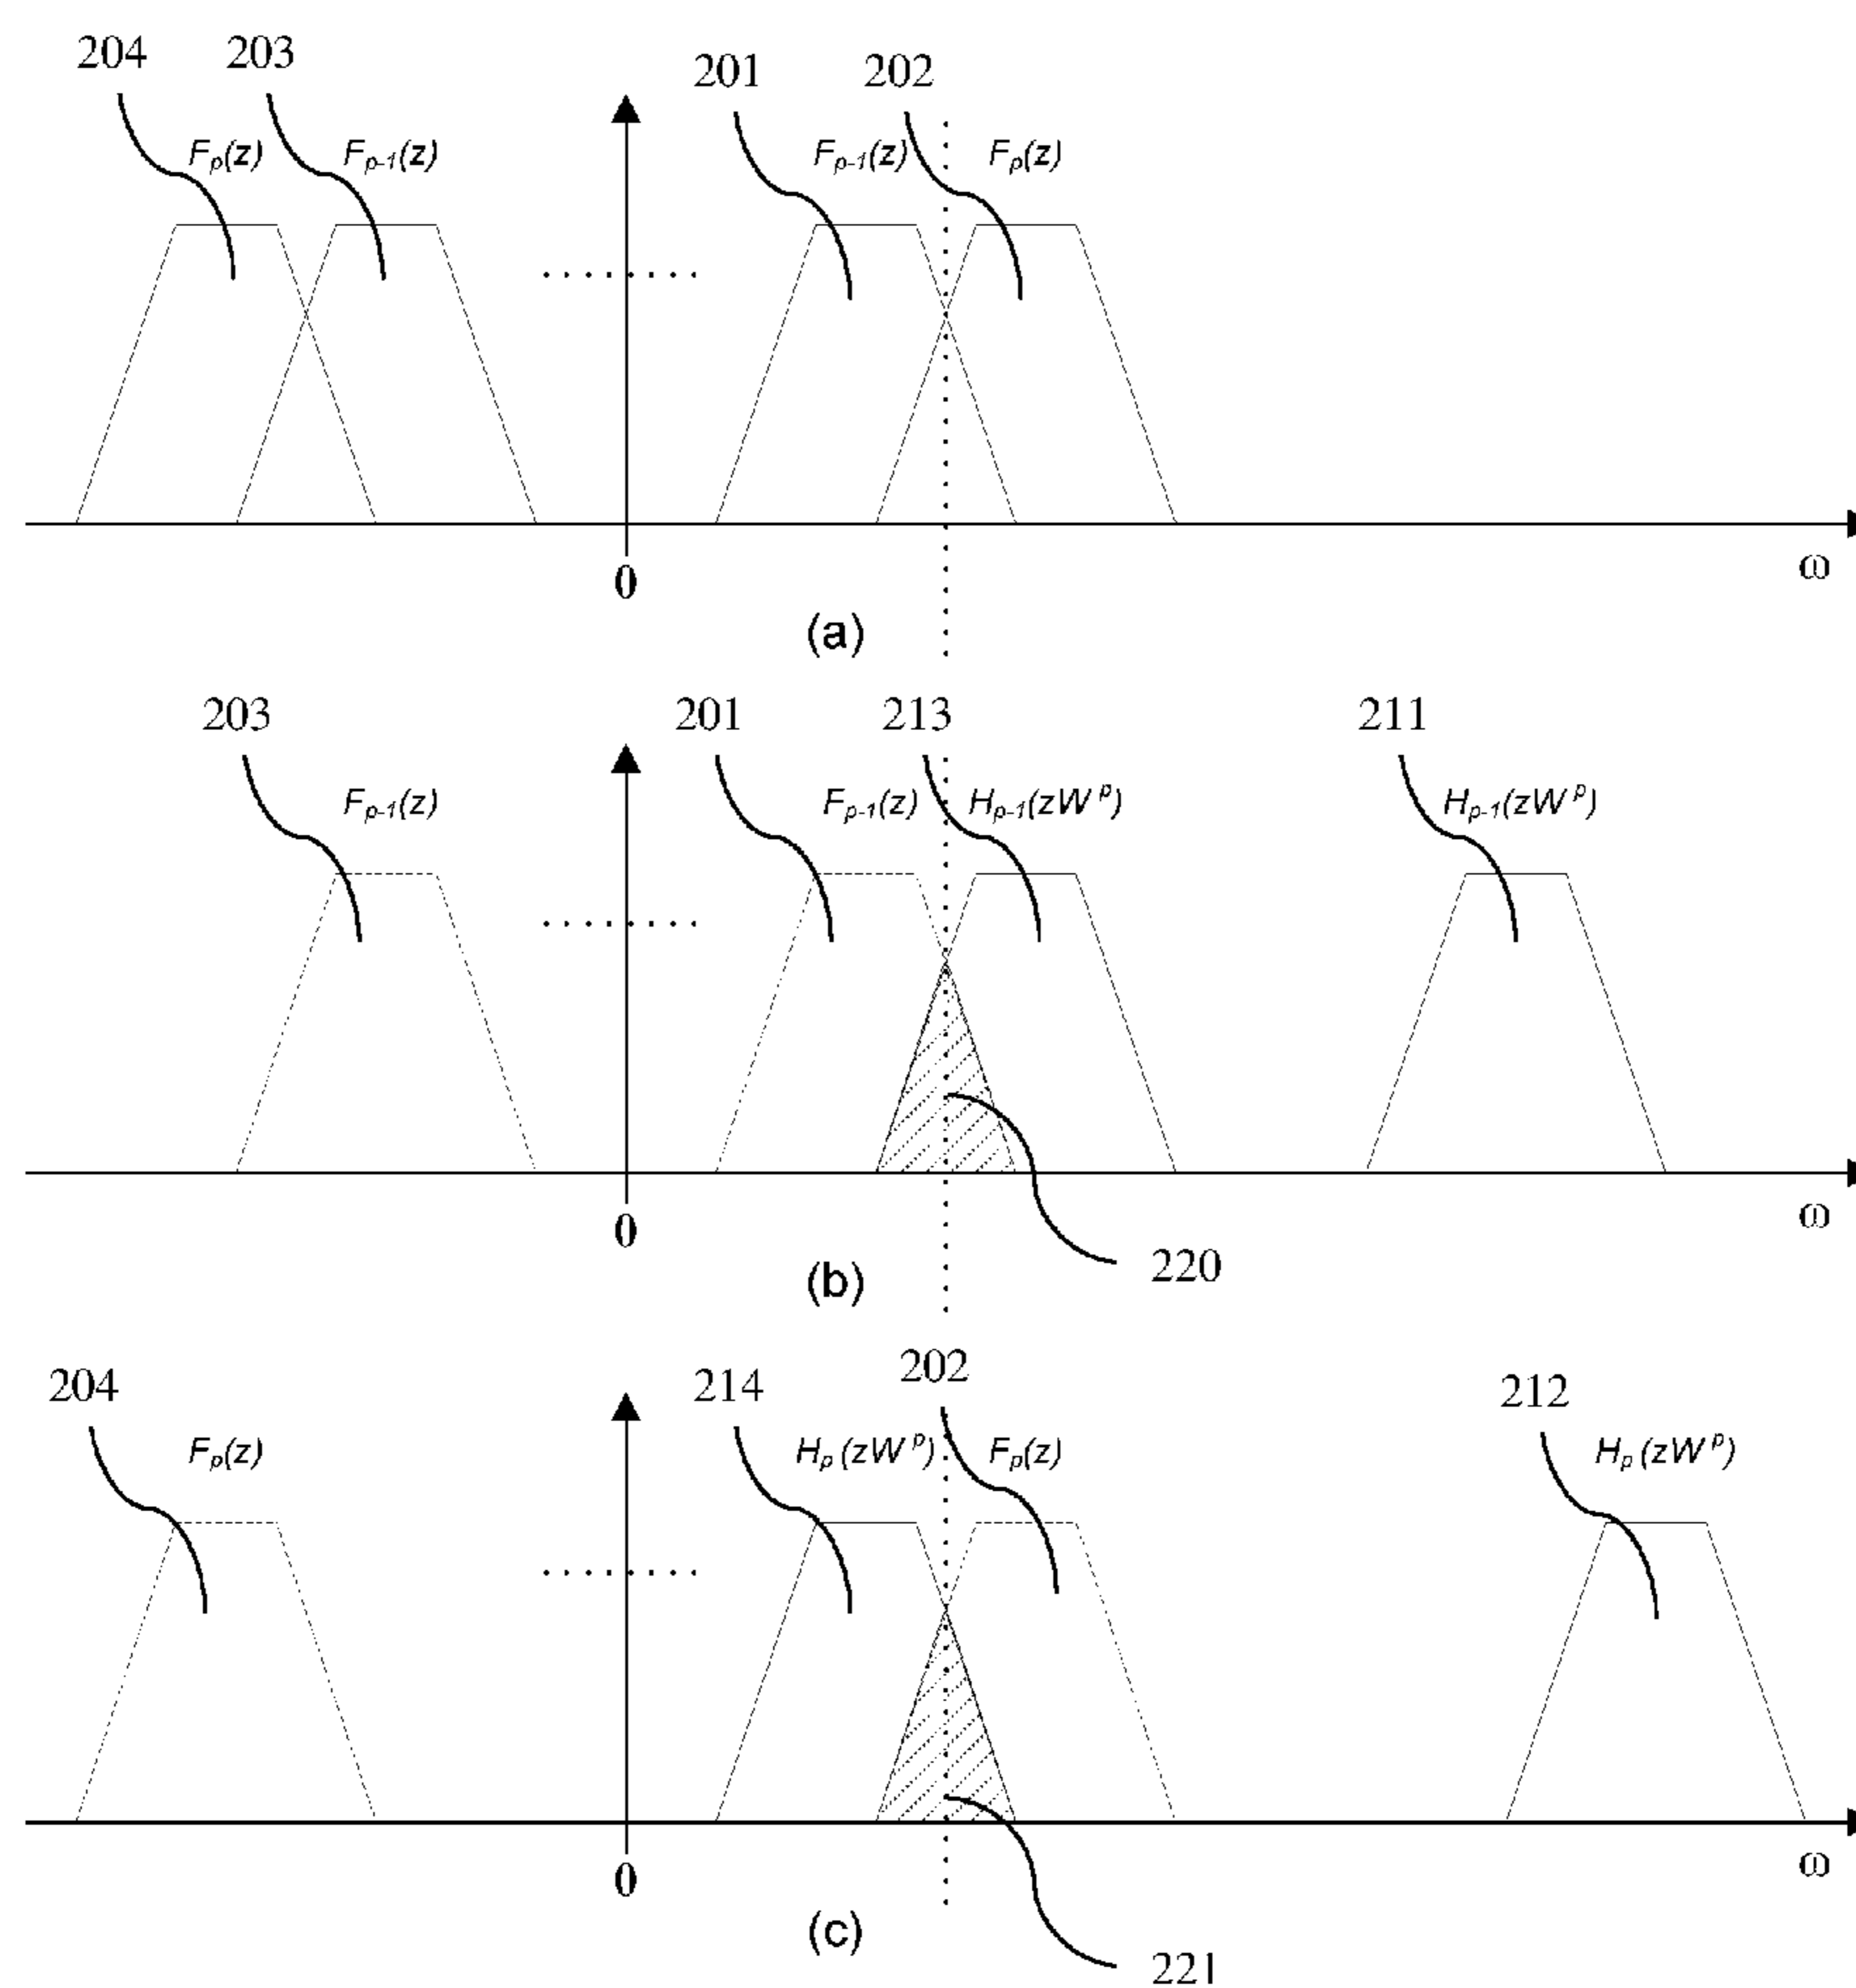 204 203 201 202
Fp(z) Fp-1(z) Fp-1(z) Fp(z)
0 ω
(a)
203 201 213 211
Fp-1(z) Fp-1(z) Hp-1(zW^p) Hp-1(zW^p)
0 ω
220
(b)
204 214 202 212
Fp(z) Hp(zW^p) Fp(z) Hp(zW^p)
0 ω
(c)
221